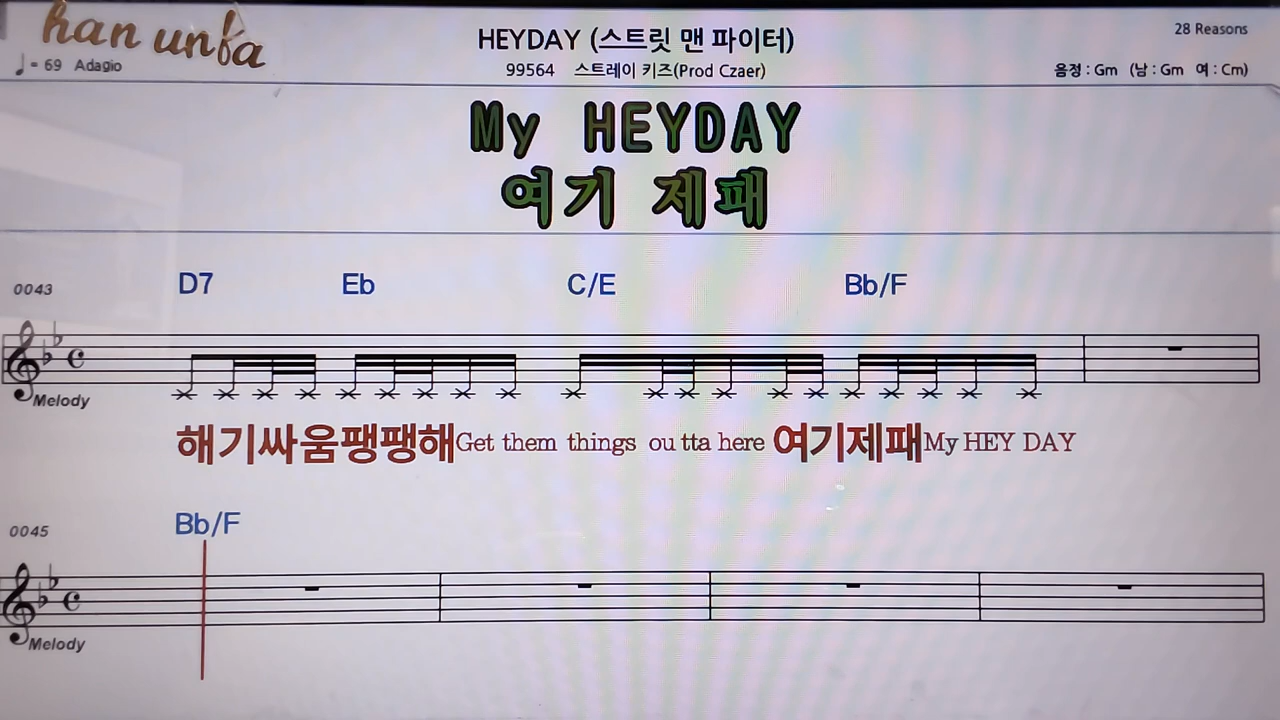 han unfa
HEYDAY (스트릿 맨 파이터)
28 Reasons
♩= 69 Adagio
99564 스트레이 키즈(Prod Czaer)
음정 : Gm (남 : Gm 여 : Cm)
My HEYDAY
여기 제패
0043 D7 Eb C/E Bb/F
Melody
해기싸움팽팽해Get them things ou tta here 여기제패My HEY DAY
0045 Bb/F
Melody